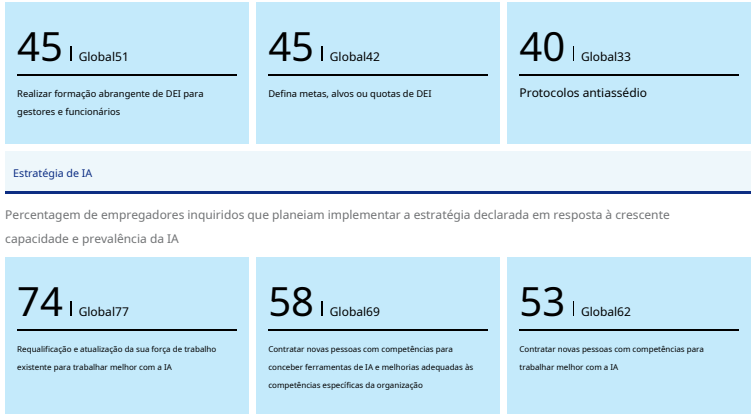 45 | Global51
45 | Global42
40 | Global33
Realizar formação abrangente de DEI para
gestores e funcionários
Defina metas, alvos ou quotas de DEI
Protocolos antiassédio
Estratégia de IA
Percentagem de empregadores inquiridos que planeiam implementar a estratégia declarada em resposta à crescente
capacidade e prevalência da IA
74 | Global77
58 | Global69
53 | Global62
Requalificação e atualização da sua força de trabalho
existente para trabalhar melhor com a IA
Contratar novas pessoas com competências para
conceber ferramentas de IA e melhorias adequadas às
competências específicas da organização
Contratar novas pessoas com competências para
trabalhar melhor com a IA